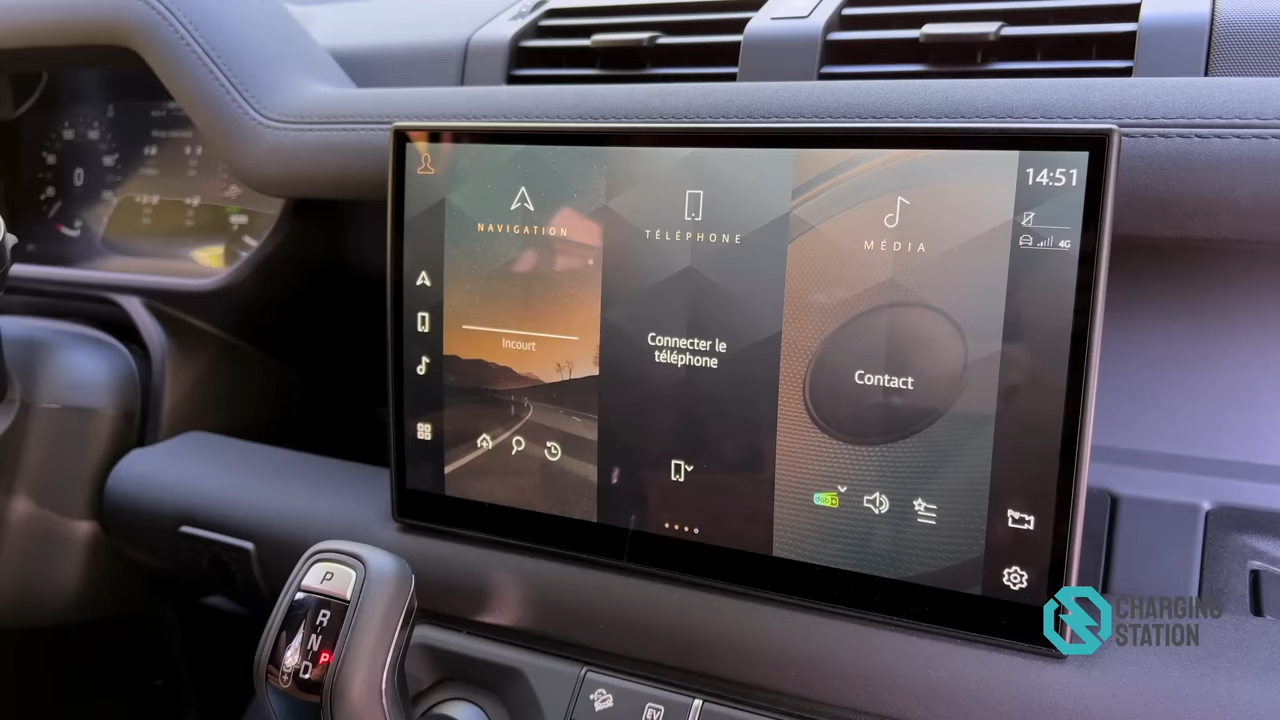 14:51
NAVIGATION
TÉLÉPHONE
MÉDIA
4G
Incourt
Connecter le
téléphone
Contact
dab+
P
R
N
D
P
EV
CHARGING
STATION